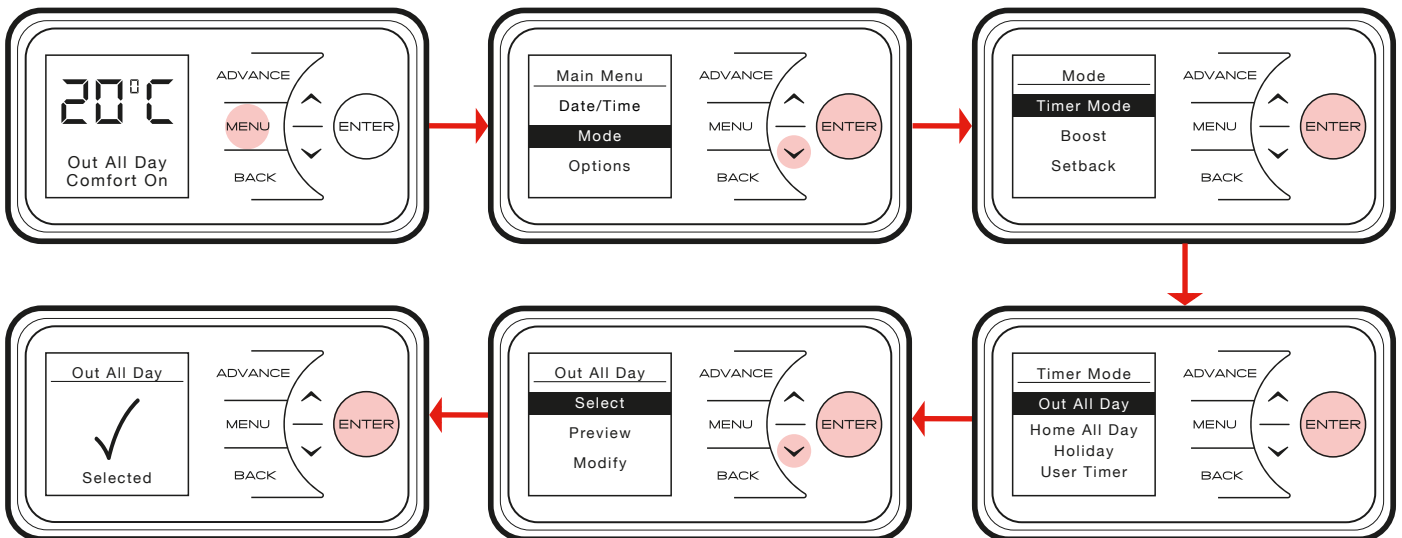 20°C
Out All Day
Comfort On
ADVANCE
MENU
BACK
ENTER
Main Menu
Date/Time
Mode
Options
ADVANCE
MENU
BACK
ENTER
Mode
Timer Mode
Boost
Setback
ADVANCE
MENU
BACK
ENTER
Out All Day
Selected
ADVANCE
MENU
BACK
ENTER
Out All Day
Select
Preview
Modify
ADVANCE
MENU
BACK
ENTER
Timer Mode
Out All Day
Home All Day
Holiday
User Timer
ADVANCE
MENU
BACK
ENTER